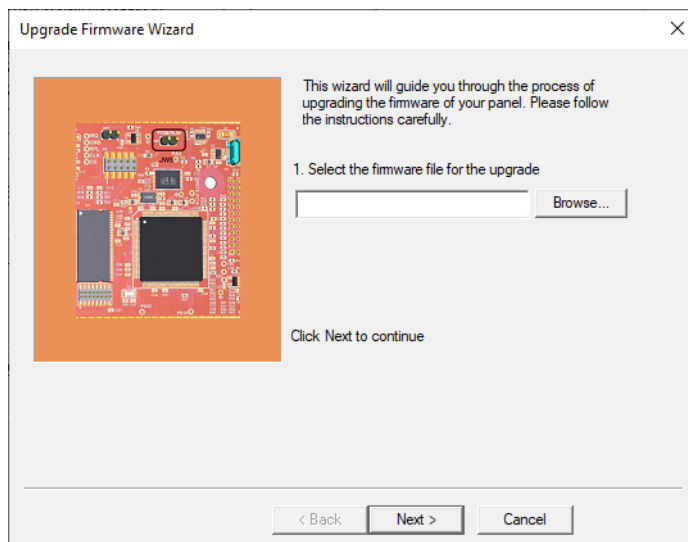 Upgrade Firmware Wizard
This wizard will guide you through the process of
upgrading the firmware of your panel. Please follow
the instructions carefully.
1. Select the firmware file for the upgrade
Browse...
Click Next to continue
< Back
Next >
Cancel